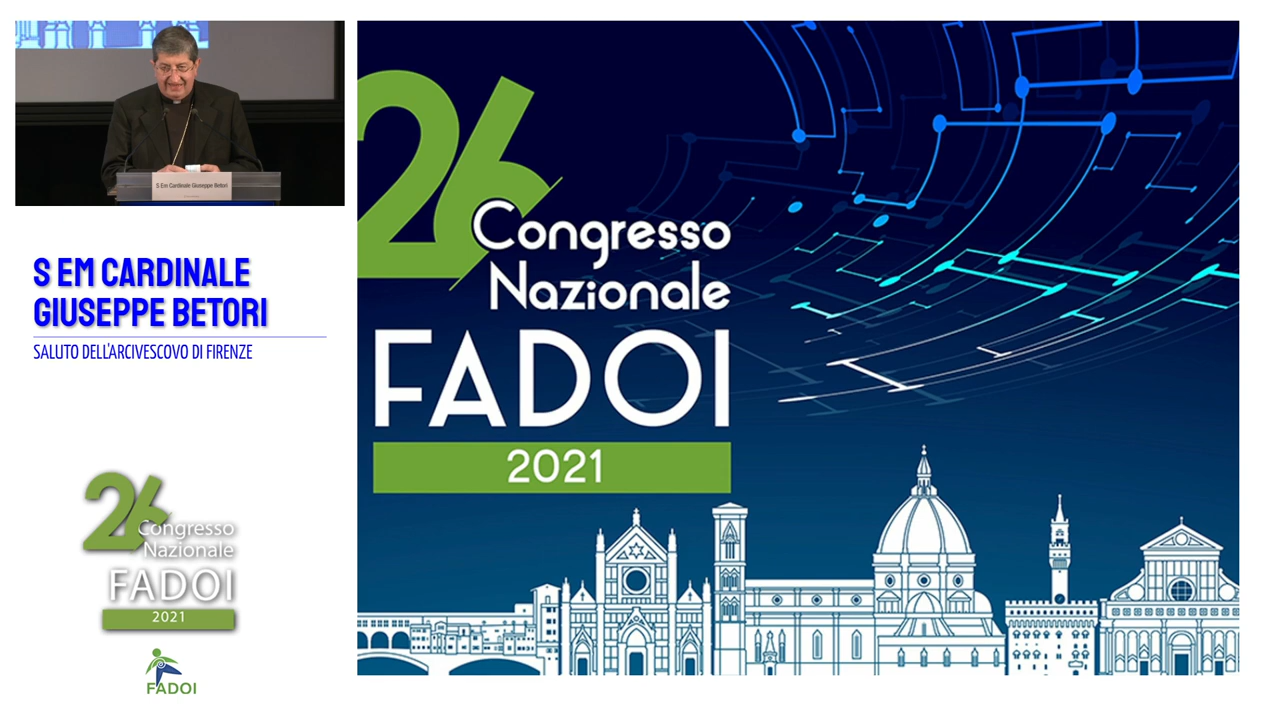 S Em Cardinale Giuseppe Betori
S EM CARDINALE
GIUSEPPE BETORI
SALUTO DELL'ARCIVESCOVO DI FIRENZE
26
Congresso
Nazionale
FADOI
2021
FADOI
26
Congresso
Nazionale
FADOI
2021